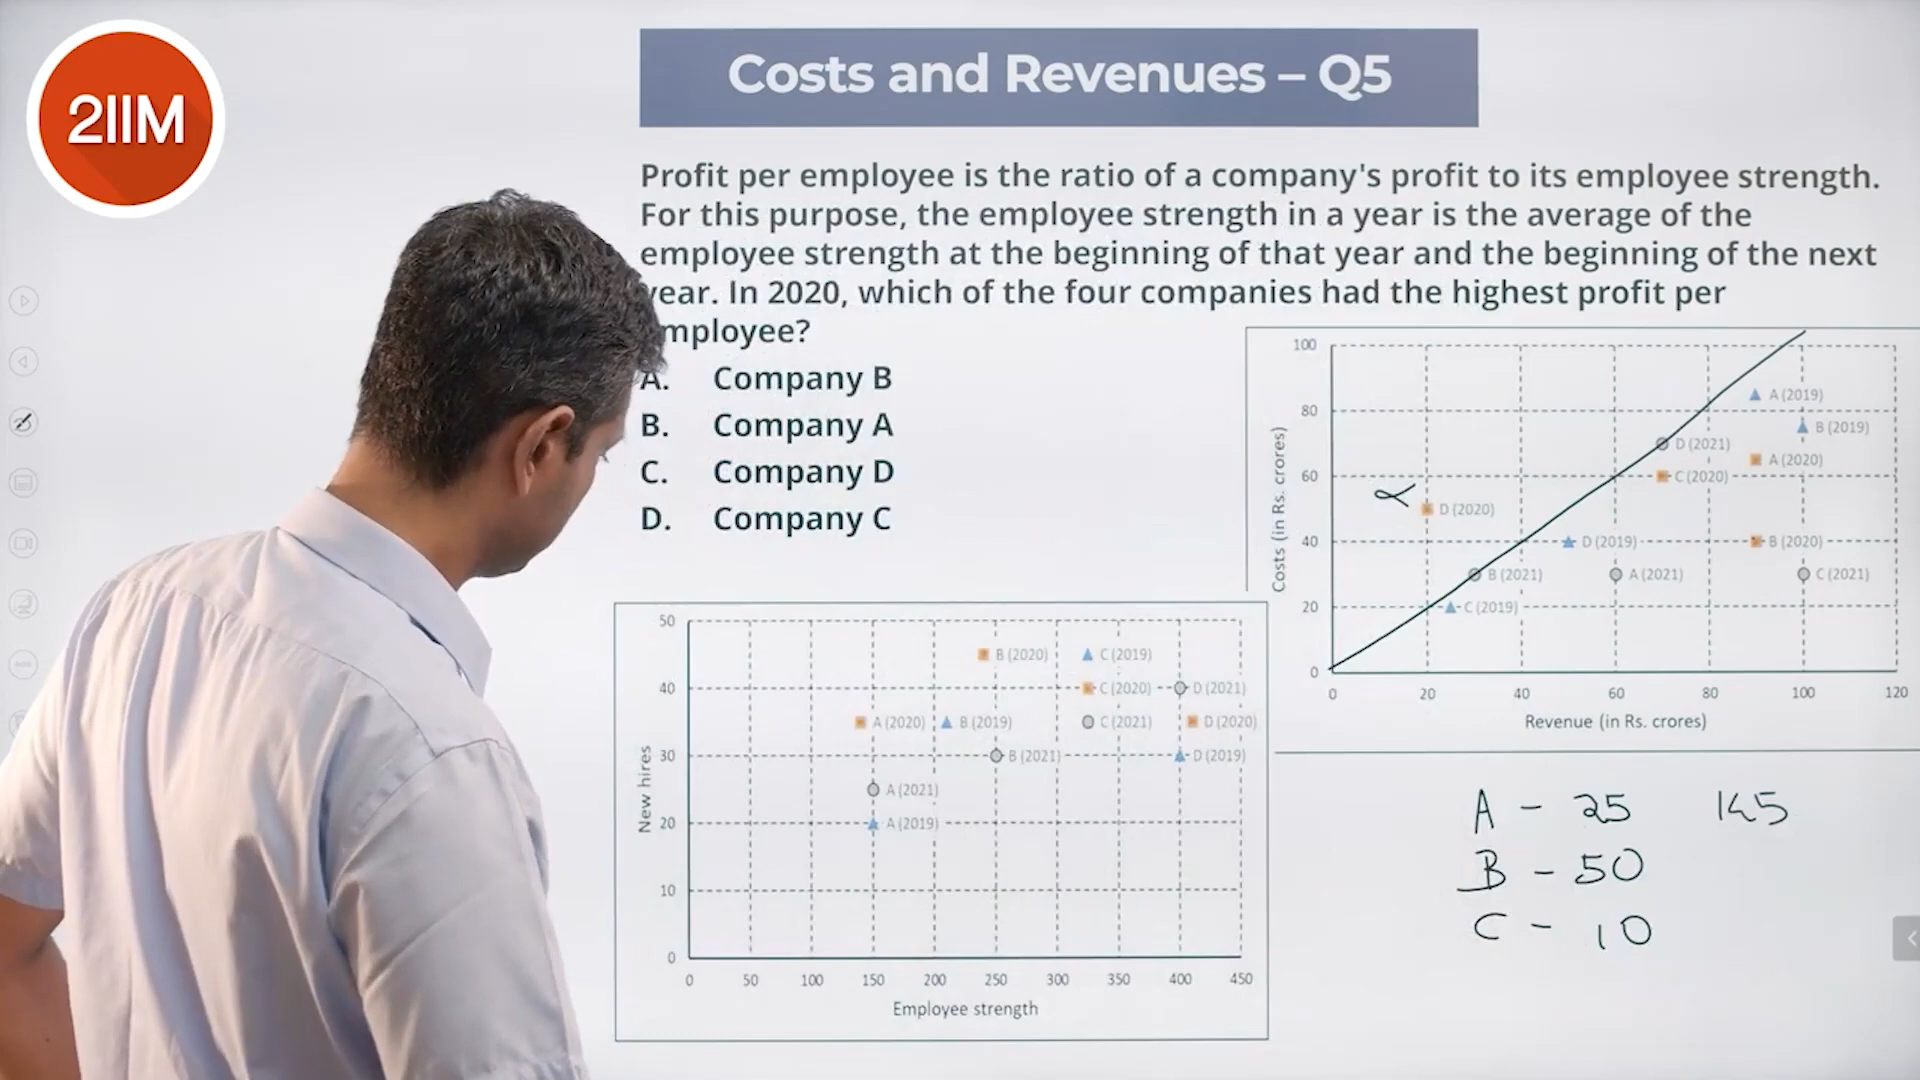 2IIM
Costs and Revenues – Q5
Profit per employee is the ratio of a company's profit to its employee strength.
For this purpose, the employee strength in a year is the average of the
employee strength at the beginning of that year and the beginning of the next
year. In 2020, which of the four companies had the highest profit per
mployee?
A. Company B
B. Company A
C. Company D
D. Company C
100
80
60
40
20
0
Costs (in Rs. crores)
A (2019)
B (2019)
D (2021)
A (2020)
C (2020)
D (2020)
D (2019)
B (2020)
B (2021)
A (2021)
C (2021)
C (2019)
0 20 40 60 80 100 120
Revenue (in Rs. crores)
50
40
30
20
10
0
New hires
B (2020)
C (2019)
C (2020)
D (2021)
A (2020)
B (2019)
C (2021)
D (2020)
B (2021)
D (2019)
A (2021)
A (2019)
0 50 100 150 200 250 300 350 400 450
Employee strength
A - 25 145
B - 50
C - 10